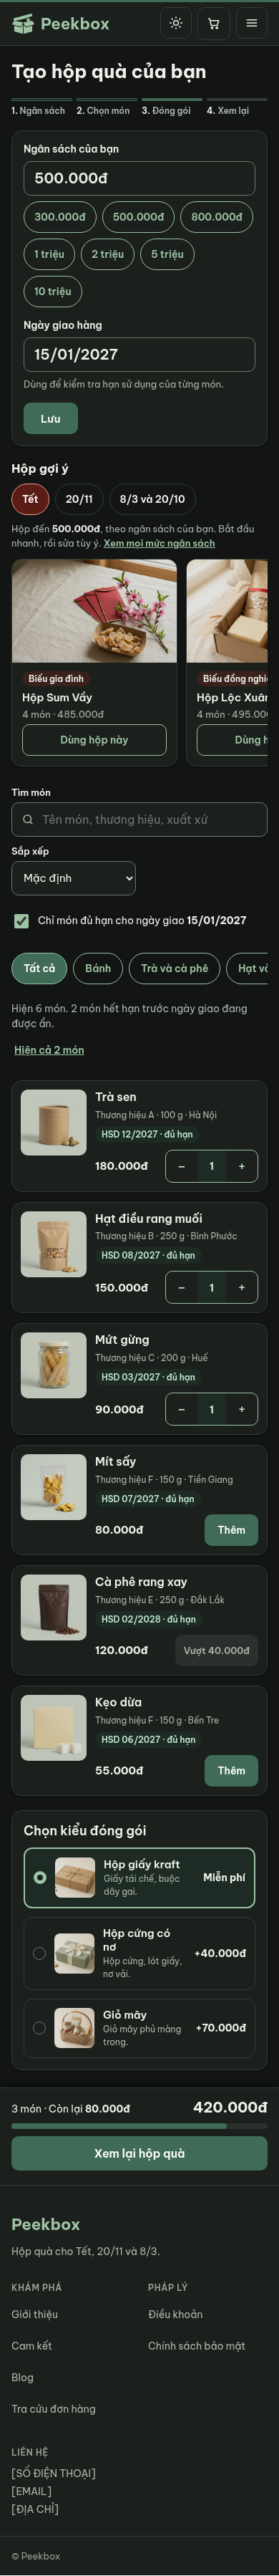 Peekbox
Tạo hộp quà của bạn
1. Ngân sách 2. Chọn món 3. Đóng gói 4. Xem lại
Ngân sách của bạn
500.000đ
300.000đ 500.000đ 800.000đ
1 triệu 2 triệu 5 triệu
10 triệu
Ngày giao hàng
15/01/2027
Dùng để kiểm tra hạn sử dụng của từng món.
Lưu
Hộp gợi ý
Tết 20/11 8/3 và 20/10
Hộp đến 500.000đ, theo ngân sách của bạn. Bắt đầu
nhanh, rồi sửa tùy ý. Xem mọi mức ngân sách
Biếu gia đình
Hộp Sum Vầy
4 món · 485.000đ
Dùng hộp này
Biếu đồng nghi
Hộp Lộc Xuân
4 món · 495.000
Dùng h
Tìm món
Tên món, thương hiệu, xuất xứ
Sắp xếp
Mặc định
Chỉ món đủ hạn cho ngày giao 15/01/2027
Tất cả Bánh Trà và cà phê Hạt và
Hiện 6 món. 2 món hết hạn trước ngày giao đang
được ẩn.
Hiện cả 2 món
Trà sen
Thương hiệu A · 100 g · Hà Nội
HSD 12/2027 · đủ hạn
180.000đ – 1 +
Hạt điều rang muối
Thương hiệu B · 250 g · Bình Phước
HSD 08/2027 · đủ hạn
150.000đ – 1 +
Mứt gừng
Thương hiệu C · 200 g · Huế
HSD 03/2027 · đủ hạn
90.000đ – 1 +
Mít sấy
Thương hiệu F · 150 g · Tiền Giang
HSD 07/2027 · đủ hạn
80.000đ Thêm
Cà phê rang xay
Thương hiệu E · 250 g · Đắk Lắk
HSD 02/2028 · đủ hạn
120.000đ Vượt 40.000đ
Kẹo dừa
Thương hiệu F · 150 g · Bến Tre
HSD 06/2027 · đủ hạn
55.000đ Thêm
Chọn kiểu đóng gói
Hộp giấy kraft
Giấy tái chế, buộc
dây gai.
Miễn phí
Hộp cứng có
nơ
Hộp cứng, lót giấy,
nơ vải.
+40.000đ
Giỏ mây
Giỏ mây phủ màng
trong.
+70.000đ
3 món · Còn lại 80.000đ 420.000đ
Xem lại hộp quà
Peekbox
Hộp quà cho Tết, 20/11 và 8/3.
KHÁM PHÁ
Giới thiệu
Cam kết
Blog
Tra cứu đơn hàng
PHÁP LÝ
Điều khoản
Chính sách bảo mật
LIÊN HỆ
[SỐ ĐIỆN THOẠI]
[EMAIL]
[ĐỊA CHỈ]
© Peekbox